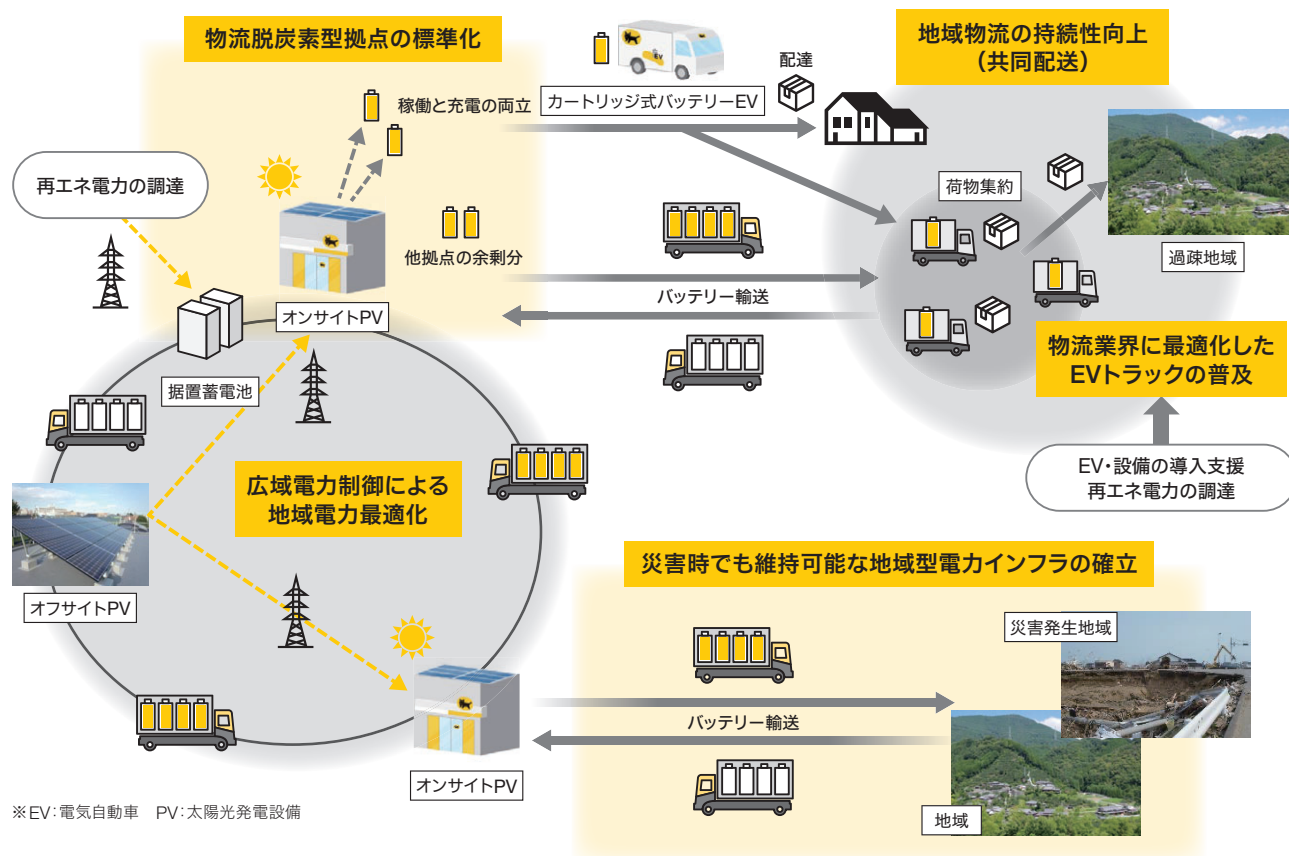 物流脱炭素型拠点の標準化
地域物流の持続性向上
（共同配送）
EV
配達
カートリッジ式バッテリーEV
稼働と充電の両立
再エネ電力の調達
荷物集約
過疎地域
他拠点の余剰分
バッテリー輸送
オンサイトPV
据置蓄電池
物流業界に最適化した
EVトラックの普及
EV・設備の導入支援
再エネ電力の調達
広域電力制御による
地域電力最適化
オフサイトPV
災害時でも維持可能な地域型電力インフラの確立
災害発生地域
バッテリー輸送
オンサイトPV
地域
※EV：電気自動車　PV：太陽光発電設備